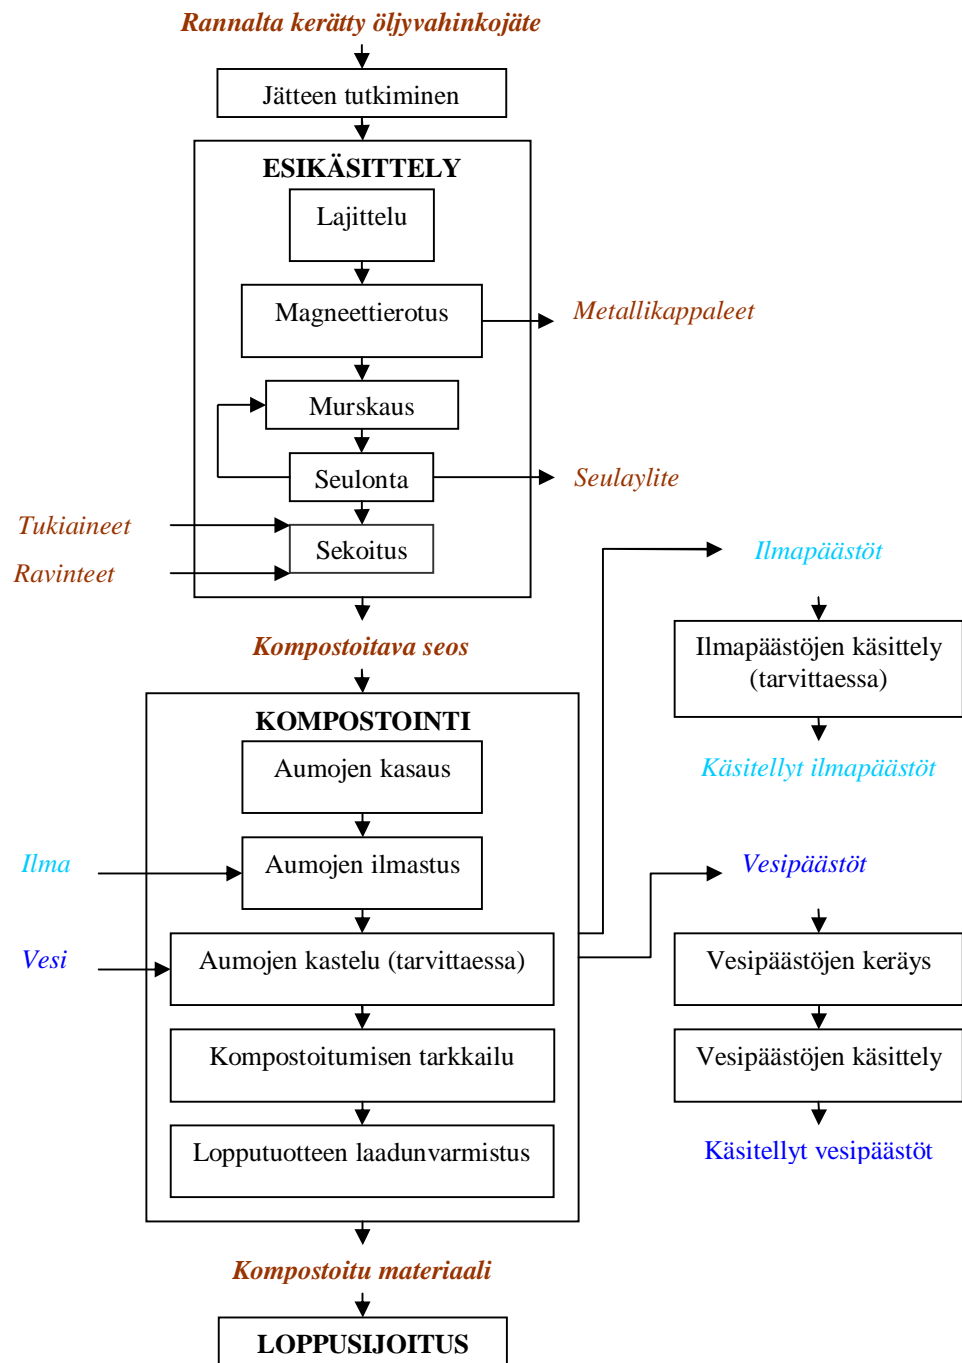 Rannalta kerätty öljyvahinkojäte
Jätteen tutkiminen
ESIKÄSITTELY
Lajittelu
Magneettierotus
Metallikappaleet
Murskaus
Seulonta
Seulaylite
Tukiaineet
Sekoitus
Ravinteet
Kompostoitava seos
KOMPOSTOINTI
Aumojen kasaus
Ilma
Aumojen ilmastus
Vesi
Aumojen kastelu (tarvittaessa)
Kompostoitumisen tarkkailu
Lopputuotteen laadunvarmistus
Kompostoitu materiaali
LOPPUSIJOITUS
Ilmapäästöt
Ilmapäästöjen käsittely
(tarvittaessa)
Käsitellyt ilmapäästöt
Vesipäästöt
Vesipäästöjen keräys
Vesipäästöjen käsittely
Käsitellyt vesipäästöt